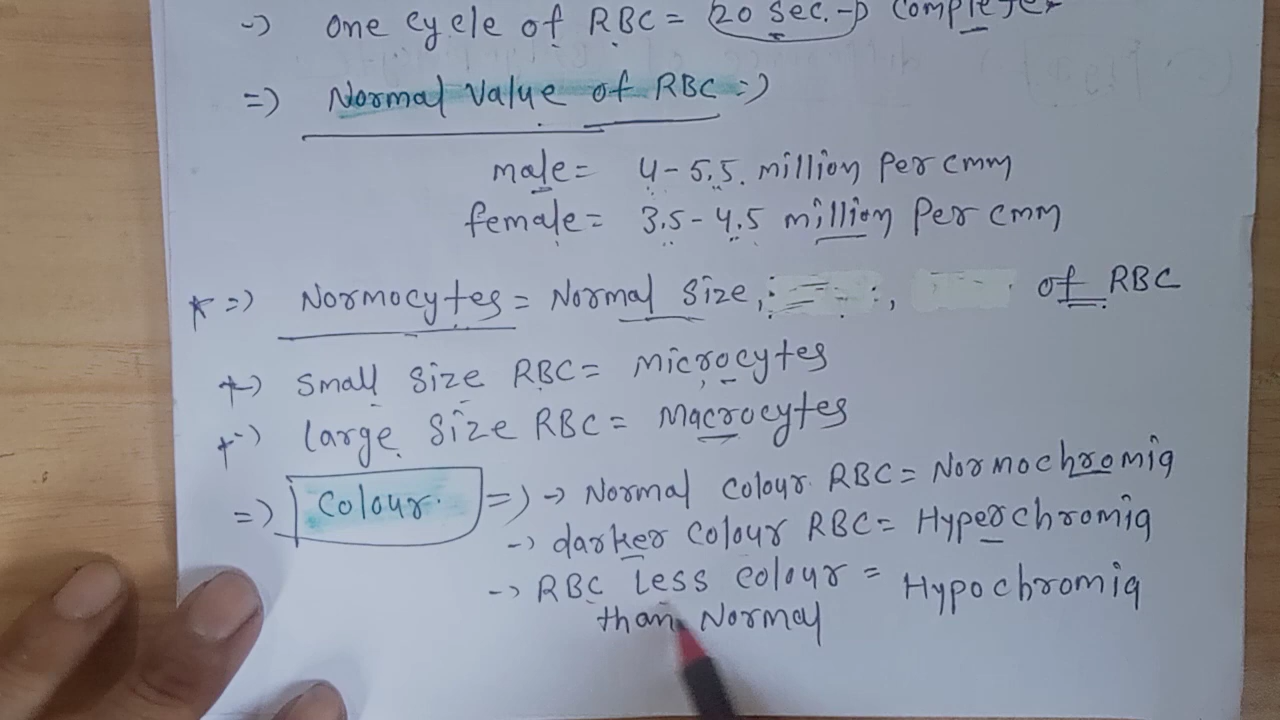 -> One cycle of RBC = 20 sec. -> Completes
=> Normal Value of RBC =>
male = 4 - 5.5. million Per cmm
female = 3.5 - 4.5 million Per cmm
* => Normocytes = Normal Size, , of RBC
*-> Small Size RBC = Microcytes
*-> large Size RBC = Macrocytes
=> Colour. => -> Normal Colour RBC = Normochromia
-> darker Colour RBC = Hyperchromia
-> RBC Less colour = Hypochromia
than Normal